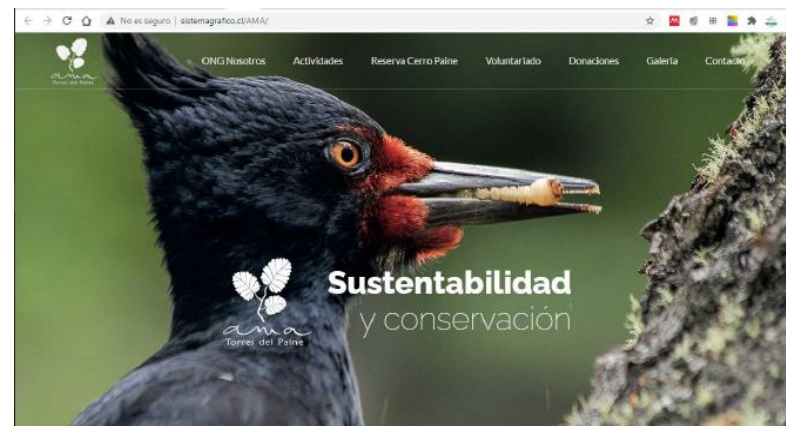 No es seguro | sistemagrafico.cl/AMA/
ama
Torres del Paine
ONG Nosotros Actividades Reserva Cerro Paine Voluntariado Donaciones Galería Contacto
Sustentabilidad
y conservación
ama
Torres del Paine